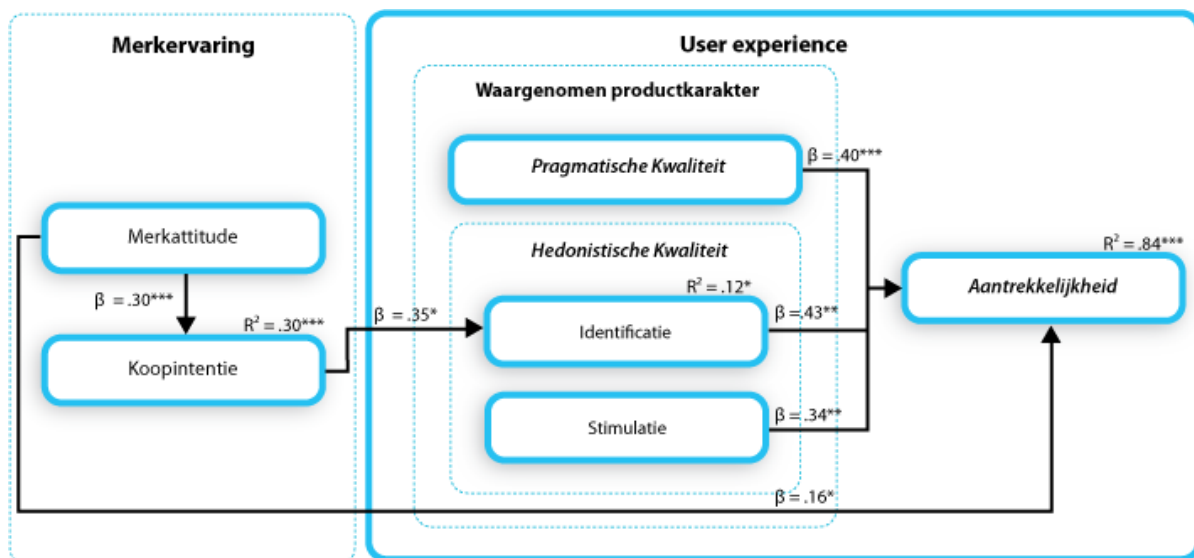 Merkervaring
User experience
Waargenomen productkarakter
Pragmatische Kwaliteit
β = .40***
Merkattitude
Hedonistische Kwaliteit
R² = .84***
Aantrekkelijkheid
β = .30***
R² = .30***
Koopintentie
β = .35*
R² = .12*
Identificatie
β =.43**
Stimulatie
β = .34**
β = .16*